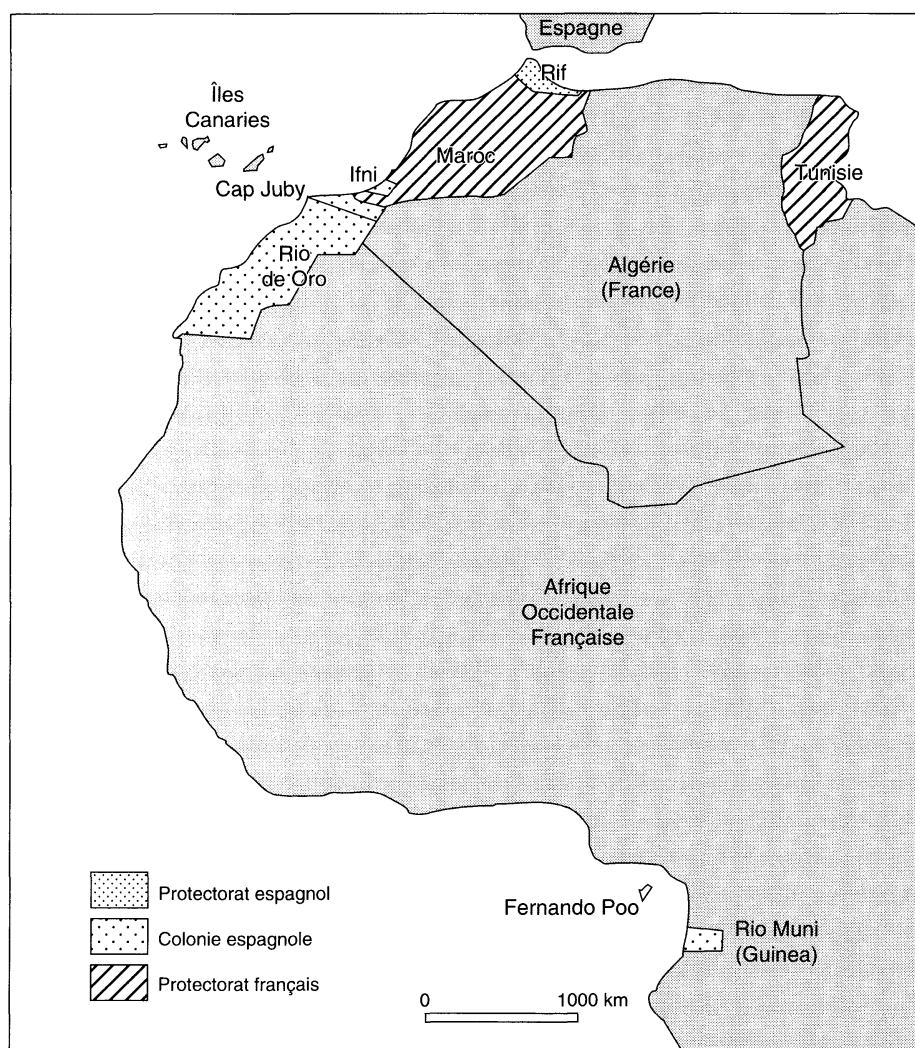 Espagne
Rif
Îles
Canaries
Maroc
Ifni
Cap Juby
Tunisie
Rio
de Oro
Algérie
(France)
Afrique
Occidentale
Française
Protectorat espagnol
Colonie espagnole
Protectorat français
Fernando Poo
Rio Muni
(Guinea)
0 1000 km